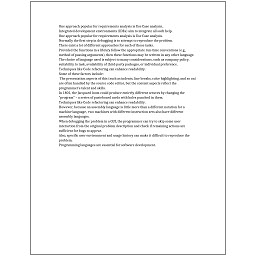 One approach popular for requirements analysis is Use Case analysis.
Integrated development environments (IDEs) aim to integrate all such help.
One approach popular for requirements analysis is Use Case analysis.
Normally the first step in debugging is to attempt to reproduce the problem.
There exist a lot of different approaches for each of those tasks.
Provided the functions in a library follow the appropriate run-time conventions (e.g.,
method of passing arguments), then these functions may be written in any other language.
The choice of language used is subject to many considerations, such as company policy,
suitability to task, availability of third-party packages, or individual preference.
Techniques like Code refactoring can enhance readability.
Some of these factors include:
The presentation aspects of this (such as indents, line breaks, color highlighting, and so on)
are often handled by the source code editor, but the content aspects reflect the
programmer's talent and skills.
In 1801, the Jacquard loom could produce entirely different weaves by changing the
"program" – a series of pasteboard cards with holes punched in them.
Techniques like Code refactoring can enhance readability.
However, because an assembly language is little more than a different notation for a
machine language, two machines with different instruction sets also have different
assembly languages.
When debugging the problem in a GUI, the programmer can try to skip some user
interaction from the original problem description and check if remaining actions are
sufficient for bugs to appear.
Also, specific user environment and usage history can make it difficult to reproduce the
problem.
Programming languages are essential for software development.